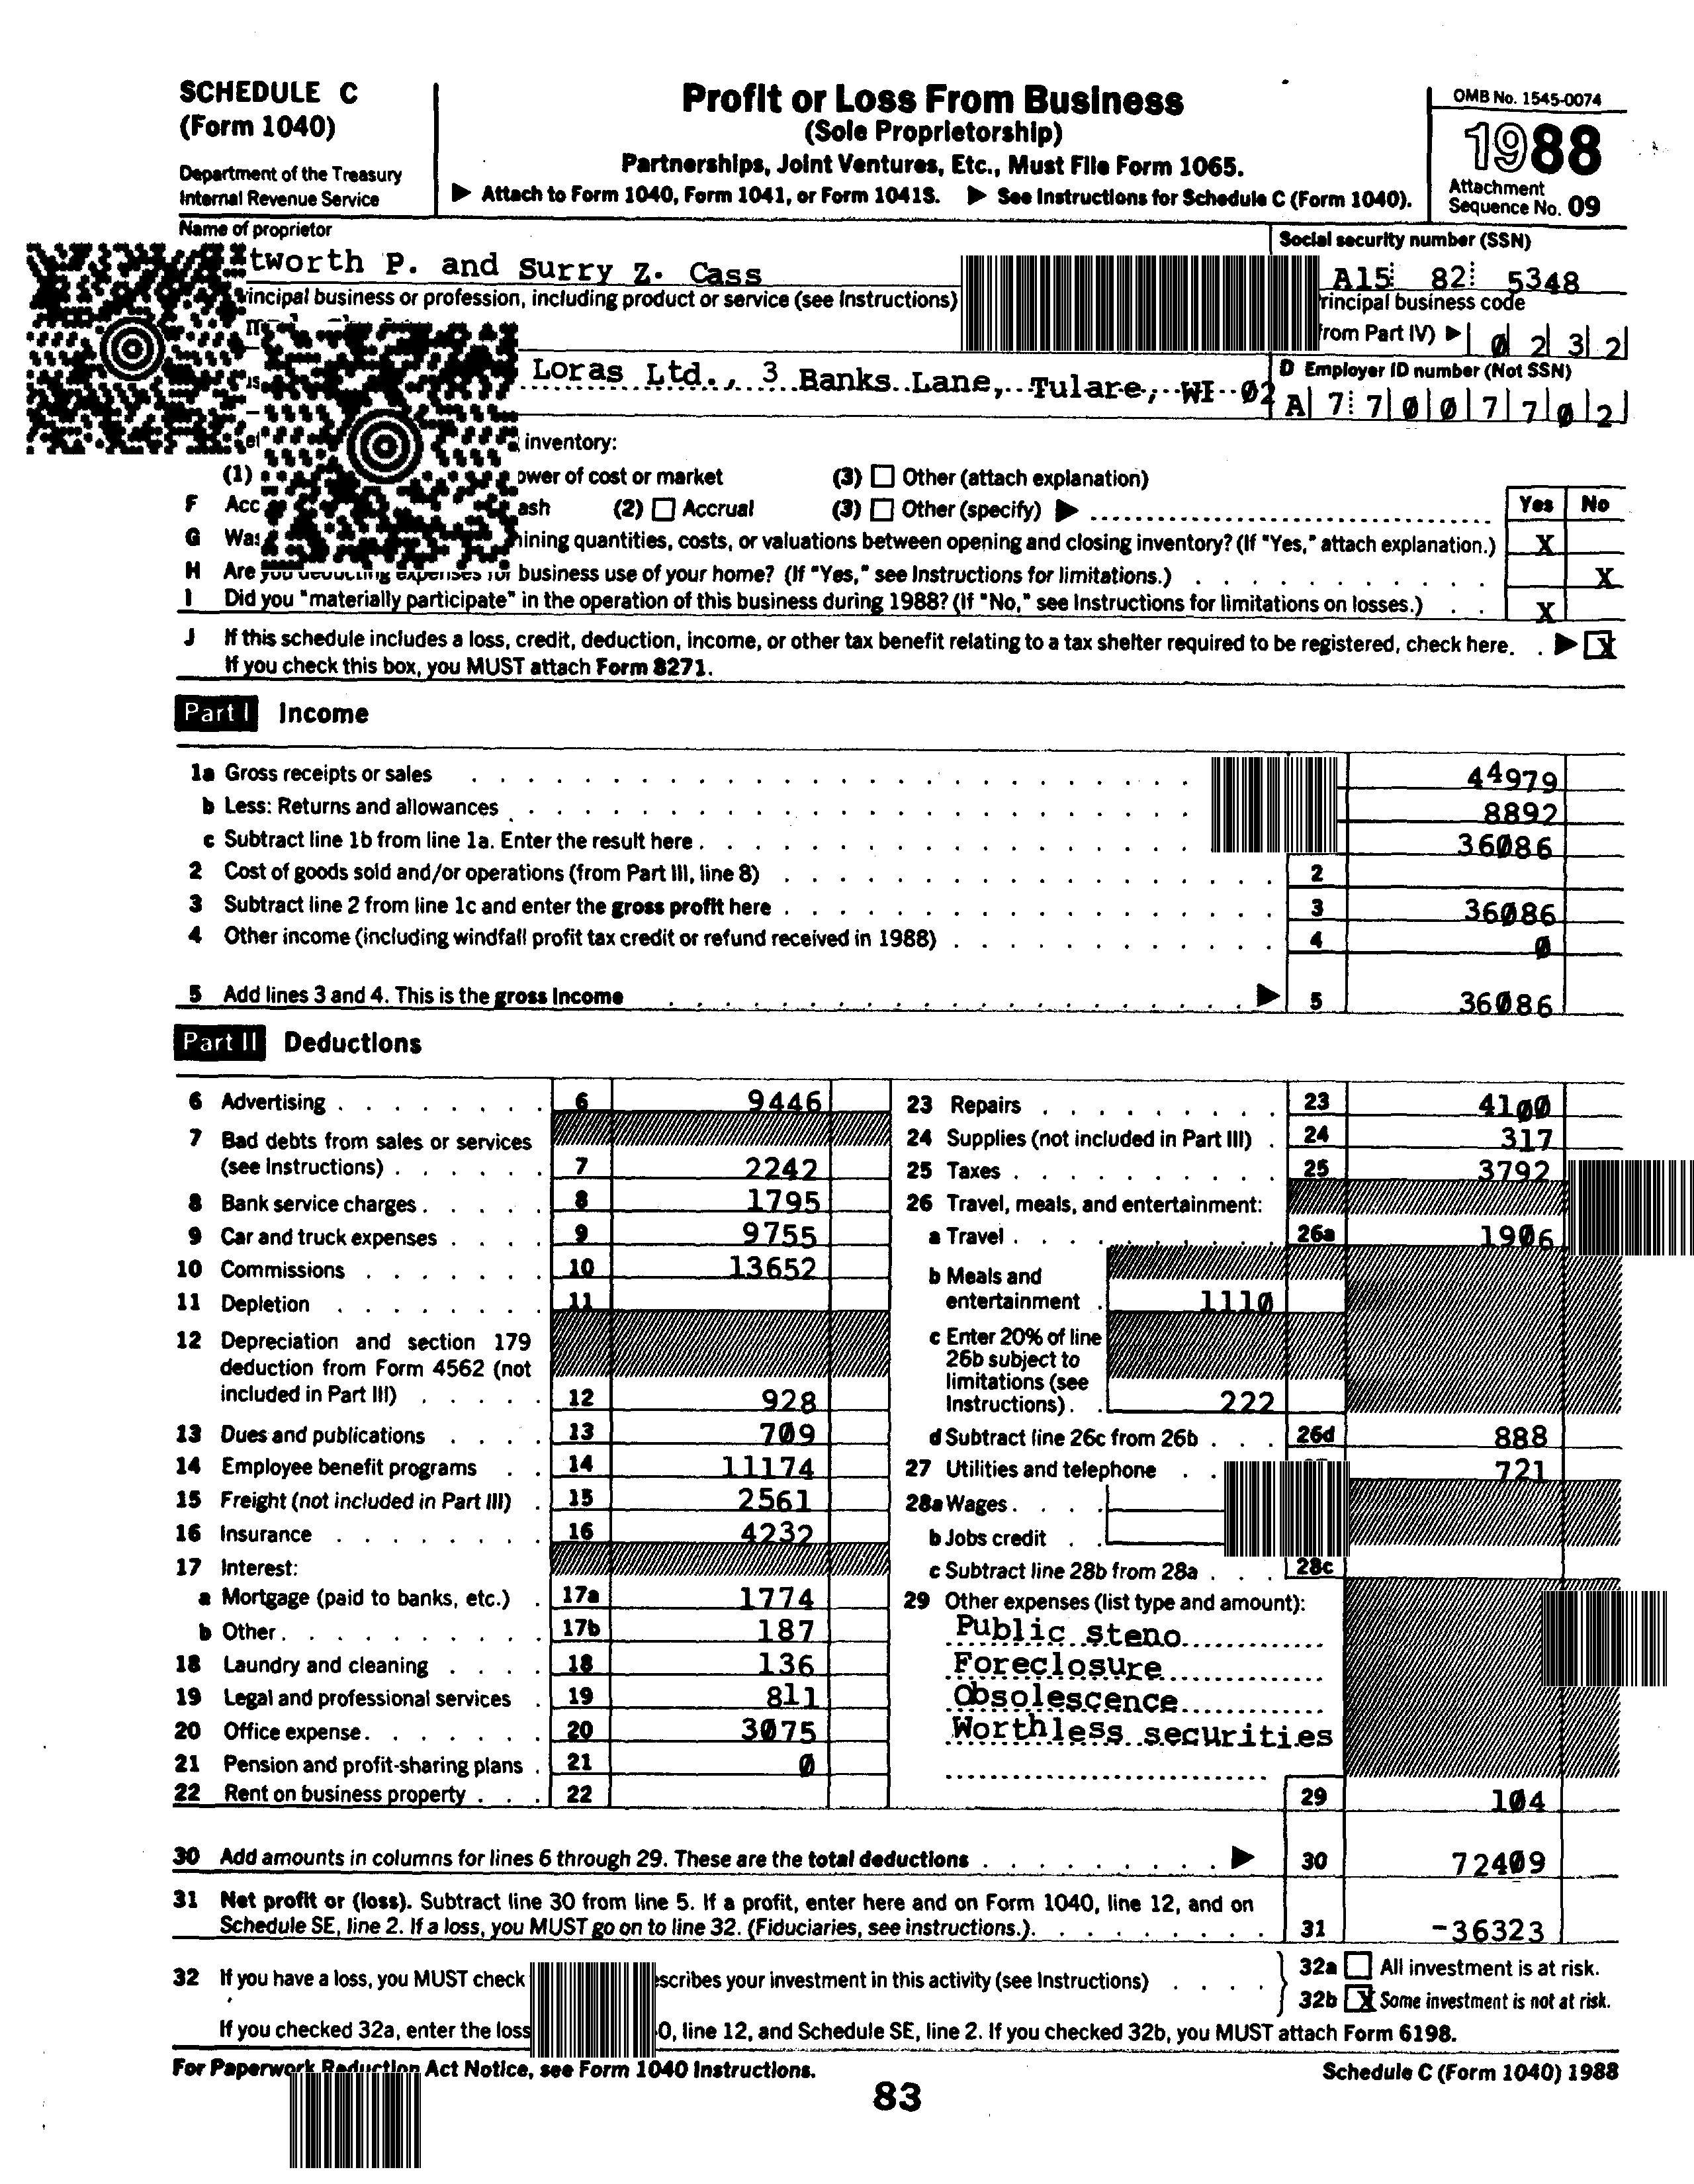 SCHEDULE C
(Form 1040)
Department of the Treasury
Internal Revenue Service
Profit or Loss From Business
(Sole Proprietorship)
Partnerships, Joint Ventures, Etc., Must File Form 1065.
▶ Attach to Form 1040, Form 1041, or Form 1041S. ▶ See Instructions for Schedule C (Form 1040).
OMB No. 1545-0074
1988
Attachment
Sequence No. 09
Name of proprietor
P. and Surry Z. Cass
Social security number (SSN)
A15 82 5348
business or profession, including product or service (see Instructions)
business code
from Part IV) ▶ 0 2 3 2
Loras Ltd., 3 Banks Lane, Tulare, WI 02
D Employer ID number (Not SSN)
A 7 7 0 0 7 7 0 2
inventory:
(1) of cost or market (3) Other (attach explanation)
F (2) Accrual (3) Other (specify) ▶
Yes No
G quantities, costs, or valuations between opening and closing inventory? (If "Yes," attach explanation.) X
H Are you deducting expenses for business use of your home? (If "Yes," see Instructions for limitations.) X
I Did you "materially participate" in the operation of this business during 1988? (If "No," see Instructions for limitations on losses.) X
J If this schedule includes a loss, credit, deduction, income, or other tax benefit relating to a tax shelter required to be registered, check here. ▶ X
If you check this box, you MUST attach Form 8271.
Part I Income
1a Gross receipts or sales 44979
b Less: Returns and allowances 8892
c Subtract line 1b from line 1a. Enter the result here 36086
2 Cost of goods sold and/or operations (from Part III, line 8) 2
3 Subtract line 2 from line 1c and enter the gross profit here 3 36086
4 Other income (including windfall profit tax credit or refund received in 1988) 4 0
5 Add lines 3 and 4. This is the gross income ▶ 5 36086
Part II Deductions
6 Advertising 6 9446
7 Bad debts from sales or services
(see Instructions) 7 2242
8 Bank service charges 8 1795
9 Car and truck expenses 9 9755
10 Commissions 10 13652
11 Depletion 11
12 Depreciation and section 179
deduction from Form 4562 (not
included in Part III) 12 928
13 Dues and publications 13 709
14 Employee benefit programs 14 11174
15 Freight (not included in Part III) 15 2561
16 Insurance 16 4232
17 Interest:
a Mortgage (paid to banks, etc.) 17a 1774
b Other 17b 187
18 Laundry and cleaning 18 136
19 Legal and professional services 19 811
20 Office expense 20 3075
21 Pension and profit-sharing plans 21 0
22 Rent on business property 22
23 Repairs 23 4100
24 Supplies (not included in Part III) 24 317
25 Taxes 25 3792
26 Travel, meals, and entertainment:
a Travel 26a 1906
b Meals and
entertainment 1110
c Enter 20% of line
26b subject to
limitations (see
Instructions) 222
d Subtract line 26c from 26b 26d 888
27 Utilities and telephone 721
28a Wages
b Jobs credit
c Subtract line 28b from 28a 28c
29 Other expenses (list type and amount):
Public steno
Foreclosure
Obsolescence
Worthless securities
29 104
30 Add amounts in columns for lines 6 through 29. These are the total deductions ▶ 30 72409
31 Net profit or (loss). Subtract line 30 from line 5. If a profit, enter here and on Form 1040, line 12, and on
Schedule SE, line 2. If a loss, you MUST go on to line 32. (Fiduciaries, see instructions.) 31 -36323
32 If you have a loss, you MUST check your investment in this activity (see Instructions)
32a All investment is at risk.
32b X Some investment is not at risk.
If you checked 32a, enter the loss line 12, and Schedule SE, line 2. If you checked 32b, you MUST attach Form 6198.
For Paperwork Reduction Act Notice, see Form 1040 Instructions.
Schedule C (Form 1040) 1988
83